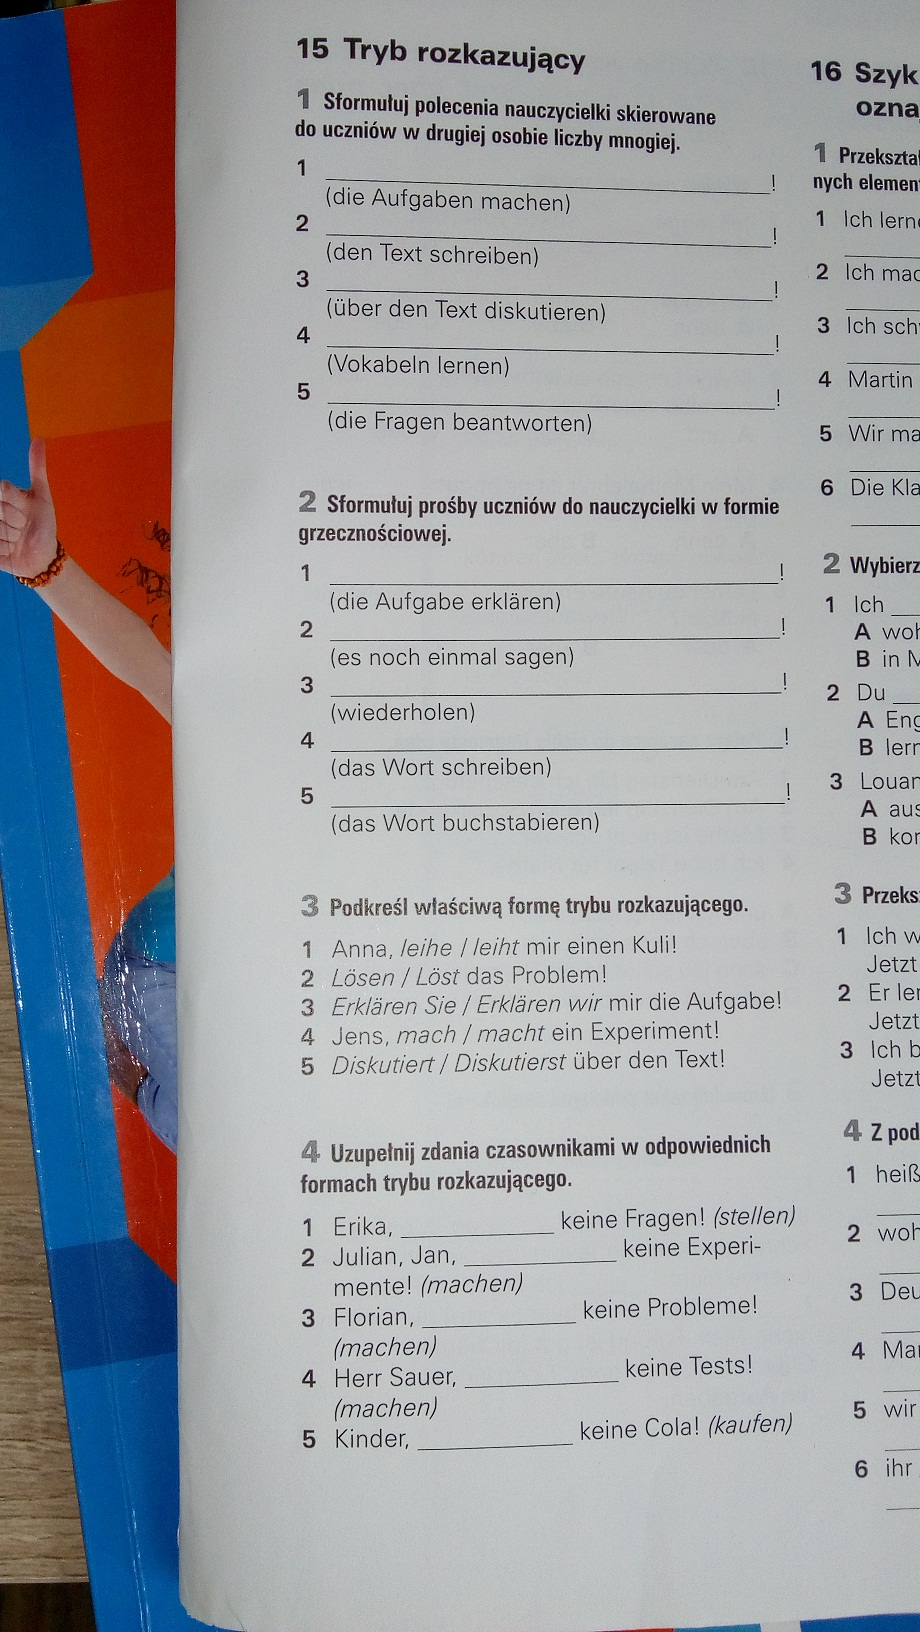 15 Tryb rozkazujący
1 Sformułuj polecenia nauczycielki skierowane
do uczniów w drugiej osobie liczby mnogiej.
1 !
(die Aufgaben machen)
2 !
(den Text schreiben)
3 !
(über den Text diskutieren)
4 !
(Vokabeln lernen)
5 !
(die Fragen beantworten)
2 Sformułuj prośby uczniów do nauczycielki w formie
grzecznościowej.
1 !
(die Aufgabe erklären)
2 !
(es noch einmal sagen)
3 !
(wiederholen)
4 !
(das Wort schreiben)
5 !
(das Wort buchstabieren)
3 Podkreśl właściwą formę trybu rozkazującego.
1 Anna, leihe / leiht mir einen Kuli!
2 Lösen / Löst das Problem!
3 Erklären Sie / Erklären wir mir die Aufgabe!
4 Jens, mach / macht ein Experiment!
5 Diskutiert / Diskutierst über den Text!
4 Uzupełnij zdania czasownikami w odpowiednich
formach trybu rozkazującego.
1 Erika, ____________ keine Fragen! (stellen)
2 Julian, Jan, ____________ keine Experi-
mente! (machen)
3 Florian, ____________ keine Probleme!
(machen)
4 Herr Sauer, ____________ keine Tests!
(machen)
5 Kinder, ____________ keine Cola! (kaufen)
16 Szyk
1
nych
1 Ich
2 Ich
3 Ich
4 Martin
5 Wir
6 Die
2 Wybierz
1 Ich
A
B in
2 Du
A
B
3
A
B
3
1 Ich
Jetzt
2 Er
Jetzt
3 Ich
Jetzt
4 Z
1
2
3
4
5 wir
6 ihr